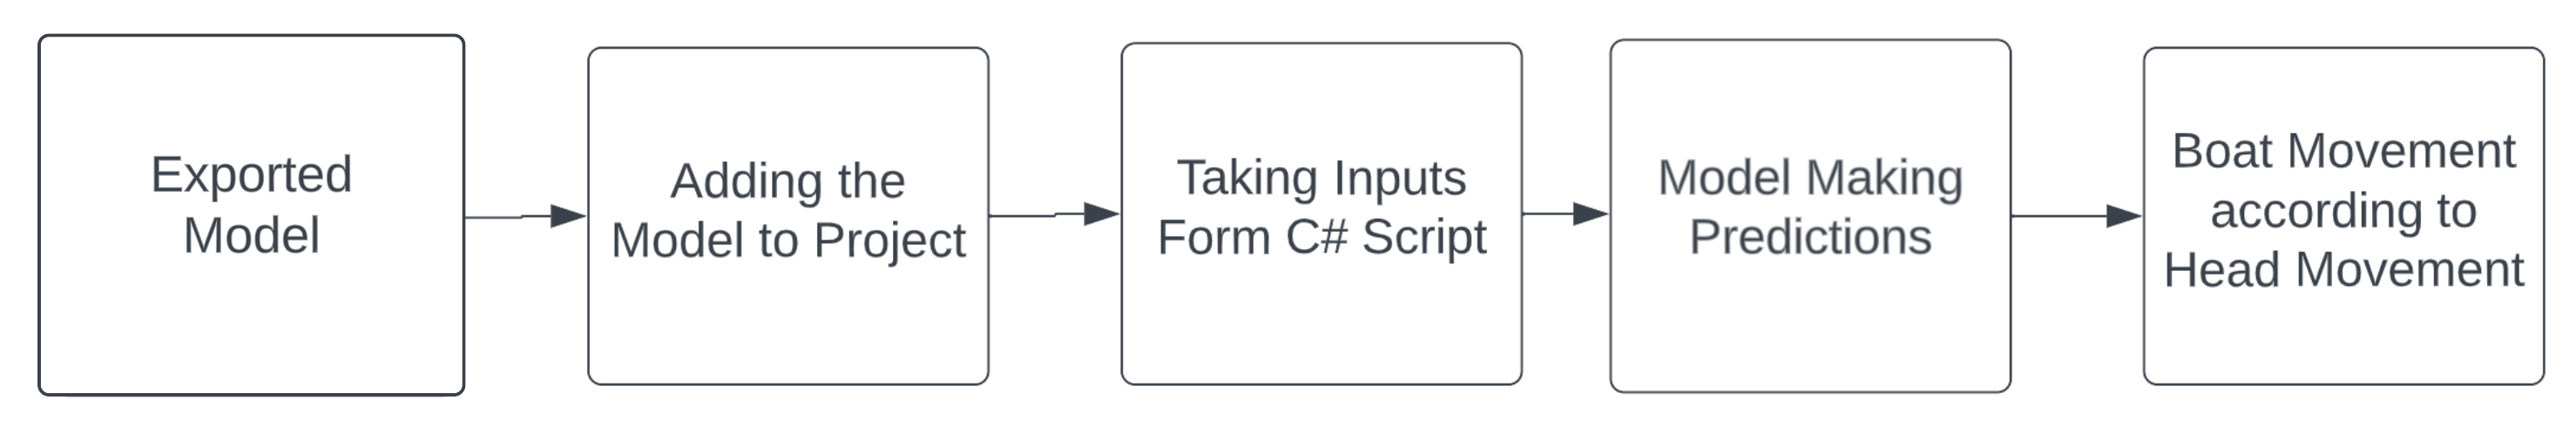 Exported
Model
Adding the
Model to Project
Taking Inputs
Form C# Script
Model Making
Predictions
Boat Movement
according to
Head Movement